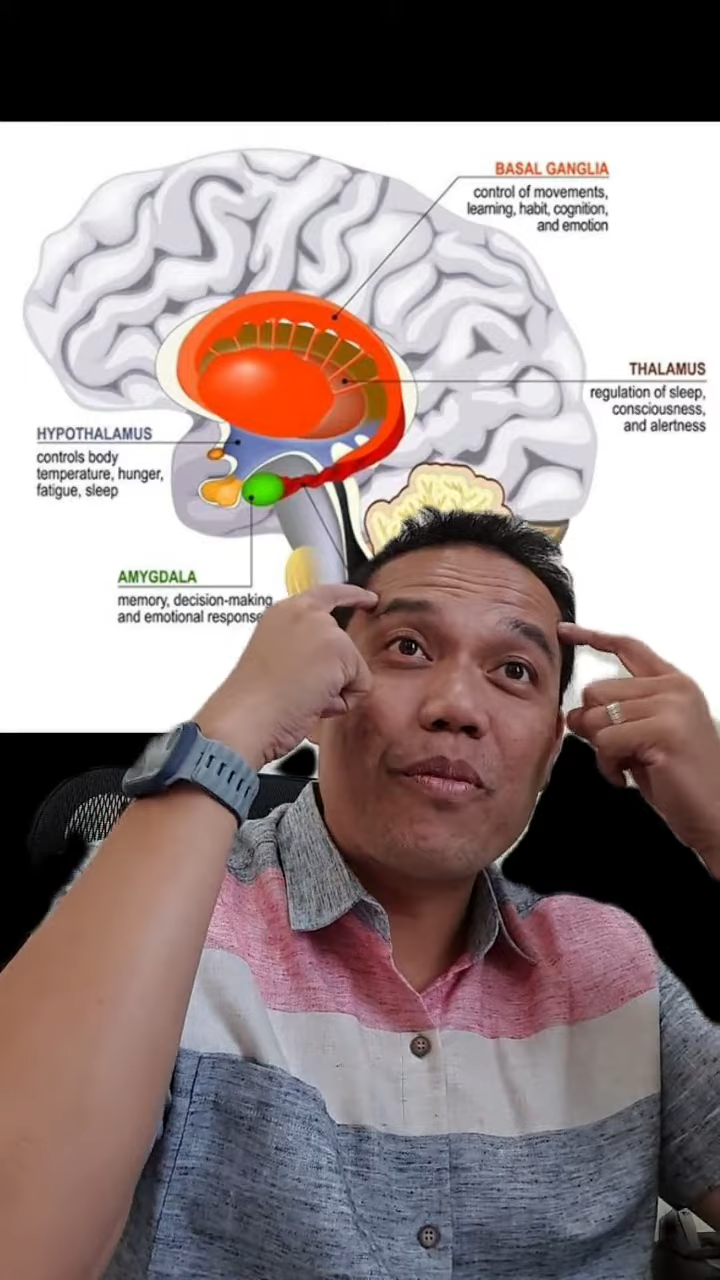 BASAL GANGLIA
control of movements,
learning, habit, cognition,
and emotion
THALAMUS
regulation of sleep,
consciousness,
and alertness
HYPOTHALAMUS
controls body
temperature, hunger,
fatigue, sleep
AMYGDALA
memory, decision-making
and emotional response